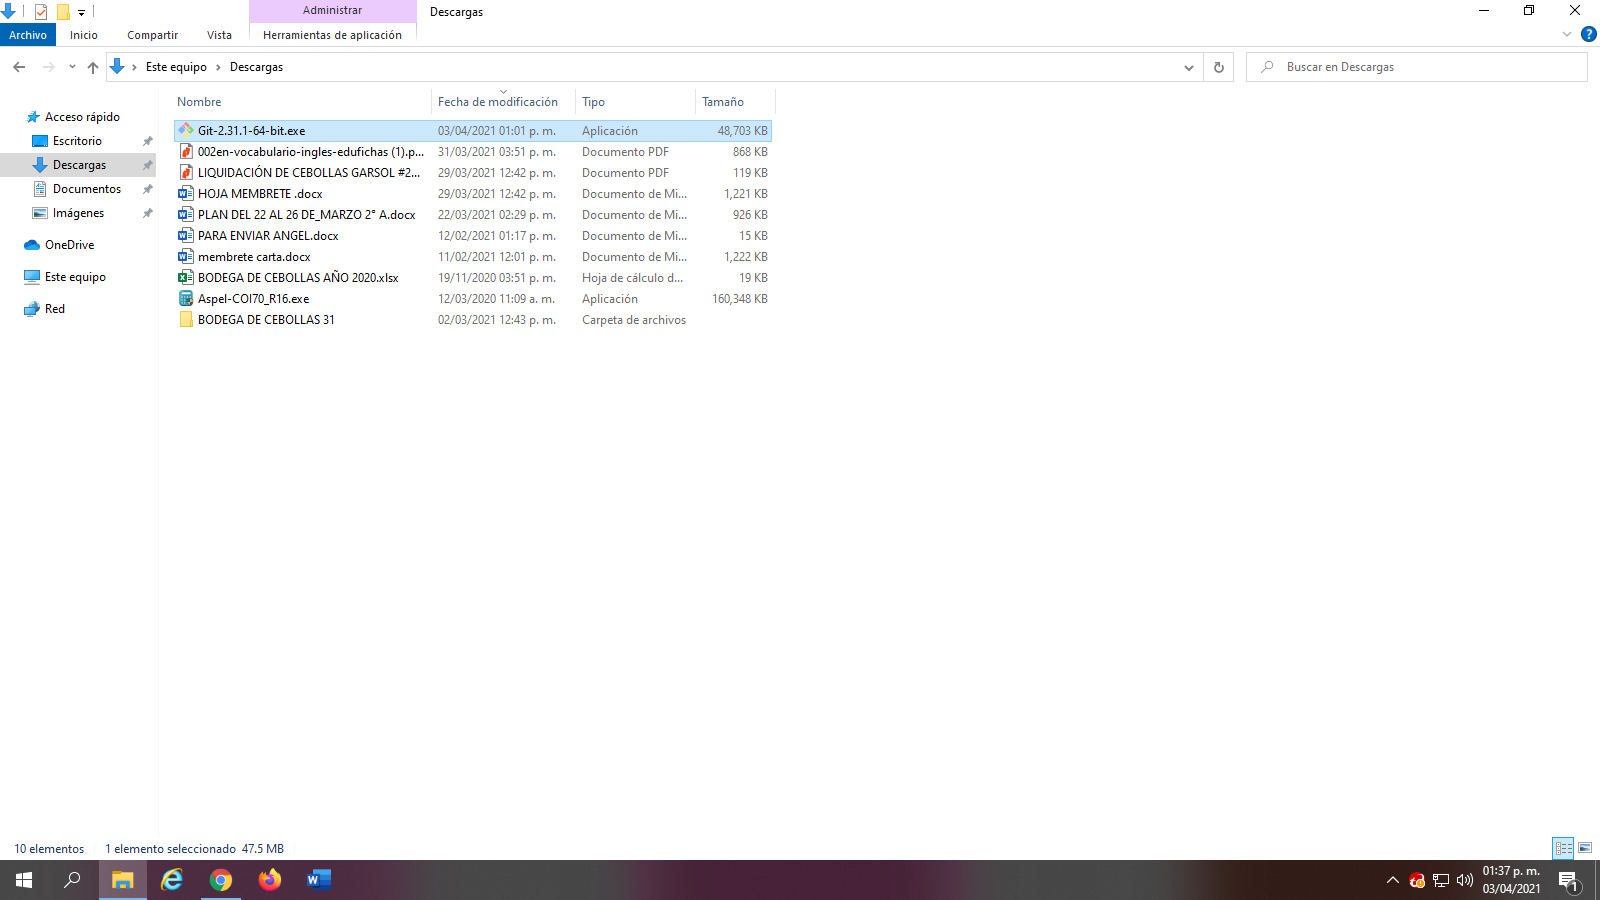 Administrar
Descargas
Archivo
Inicio
Compartir
Vista
Herramientas de aplicación
?
Este equipo
Descargas
Buscar en Descargas
Nombre
Fecha de modificación
Tipo
Tamaño
Acceso rápido
Escritorio
Descargas
Documentos
Imágenes
OneDrive
Este equipo
Red
Git-2.31.1-64-bit.exe 03/04/2021 01:01 p. m. Aplicación 48,703 KB
002en-vocabulario-ingles-edufichas (1).p... 31/03/2021 03:51 p. m. Documento PDF 868 KB
LIQUIDACIÓN DE CEBOLLAS GARSOL #2... 29/03/2021 12:42 p. m. Documento PDF 119 KB
HOJA MEMBRETE .docx 29/03/2021 12:42 p. m. Documento de Mi... 1,221 KB
PLAN DEL 22 AL 26 DE_MARZO 2° A.docx 22/03/2021 02:29 p. m. Documento de Mi... 926 KB
PARA ENVIAR ANGEL.docx 12/02/2021 01:17 p. m. Documento de Mi... 15 KB
membrete carta.docx 11/02/2021 12:01 p. m. Documento de Mi... 1,222 KB
BODEGA DE CEBOLLAS AÑO 2020.xlsx 19/11/2020 03:51 p. m. Hoja de cálculo d... 19 KB
Aspel-COI70_R16.exe 12/03/2020 11:09 a. m. Aplicación 160,348 KB
BODEGA DE CEBOLLAS 31 02/03/2021 12:43 p. m. Carpeta de archivos
10 elementos
1 elemento seleccionado 47.5 MB
01:37 p. m.
03/04/2021
1